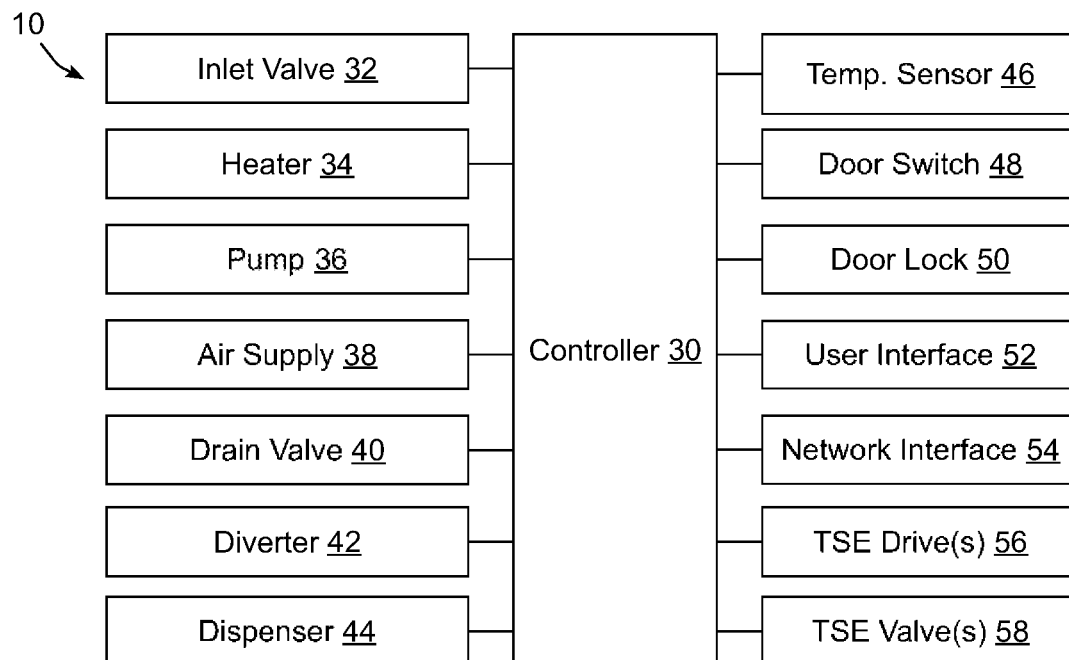 10
Inlet Valve 32
Heater 34
Pump 36
Air Supply 38
Drain Valve 40
Diverter 42
Dispenser 44
Controller 30
Temp. Sensor 46
Door Switch 48
Door Lock 50
User Interface 52
Network Interface 54
TSE Drive(s) 56
TSE Valve(s) 58